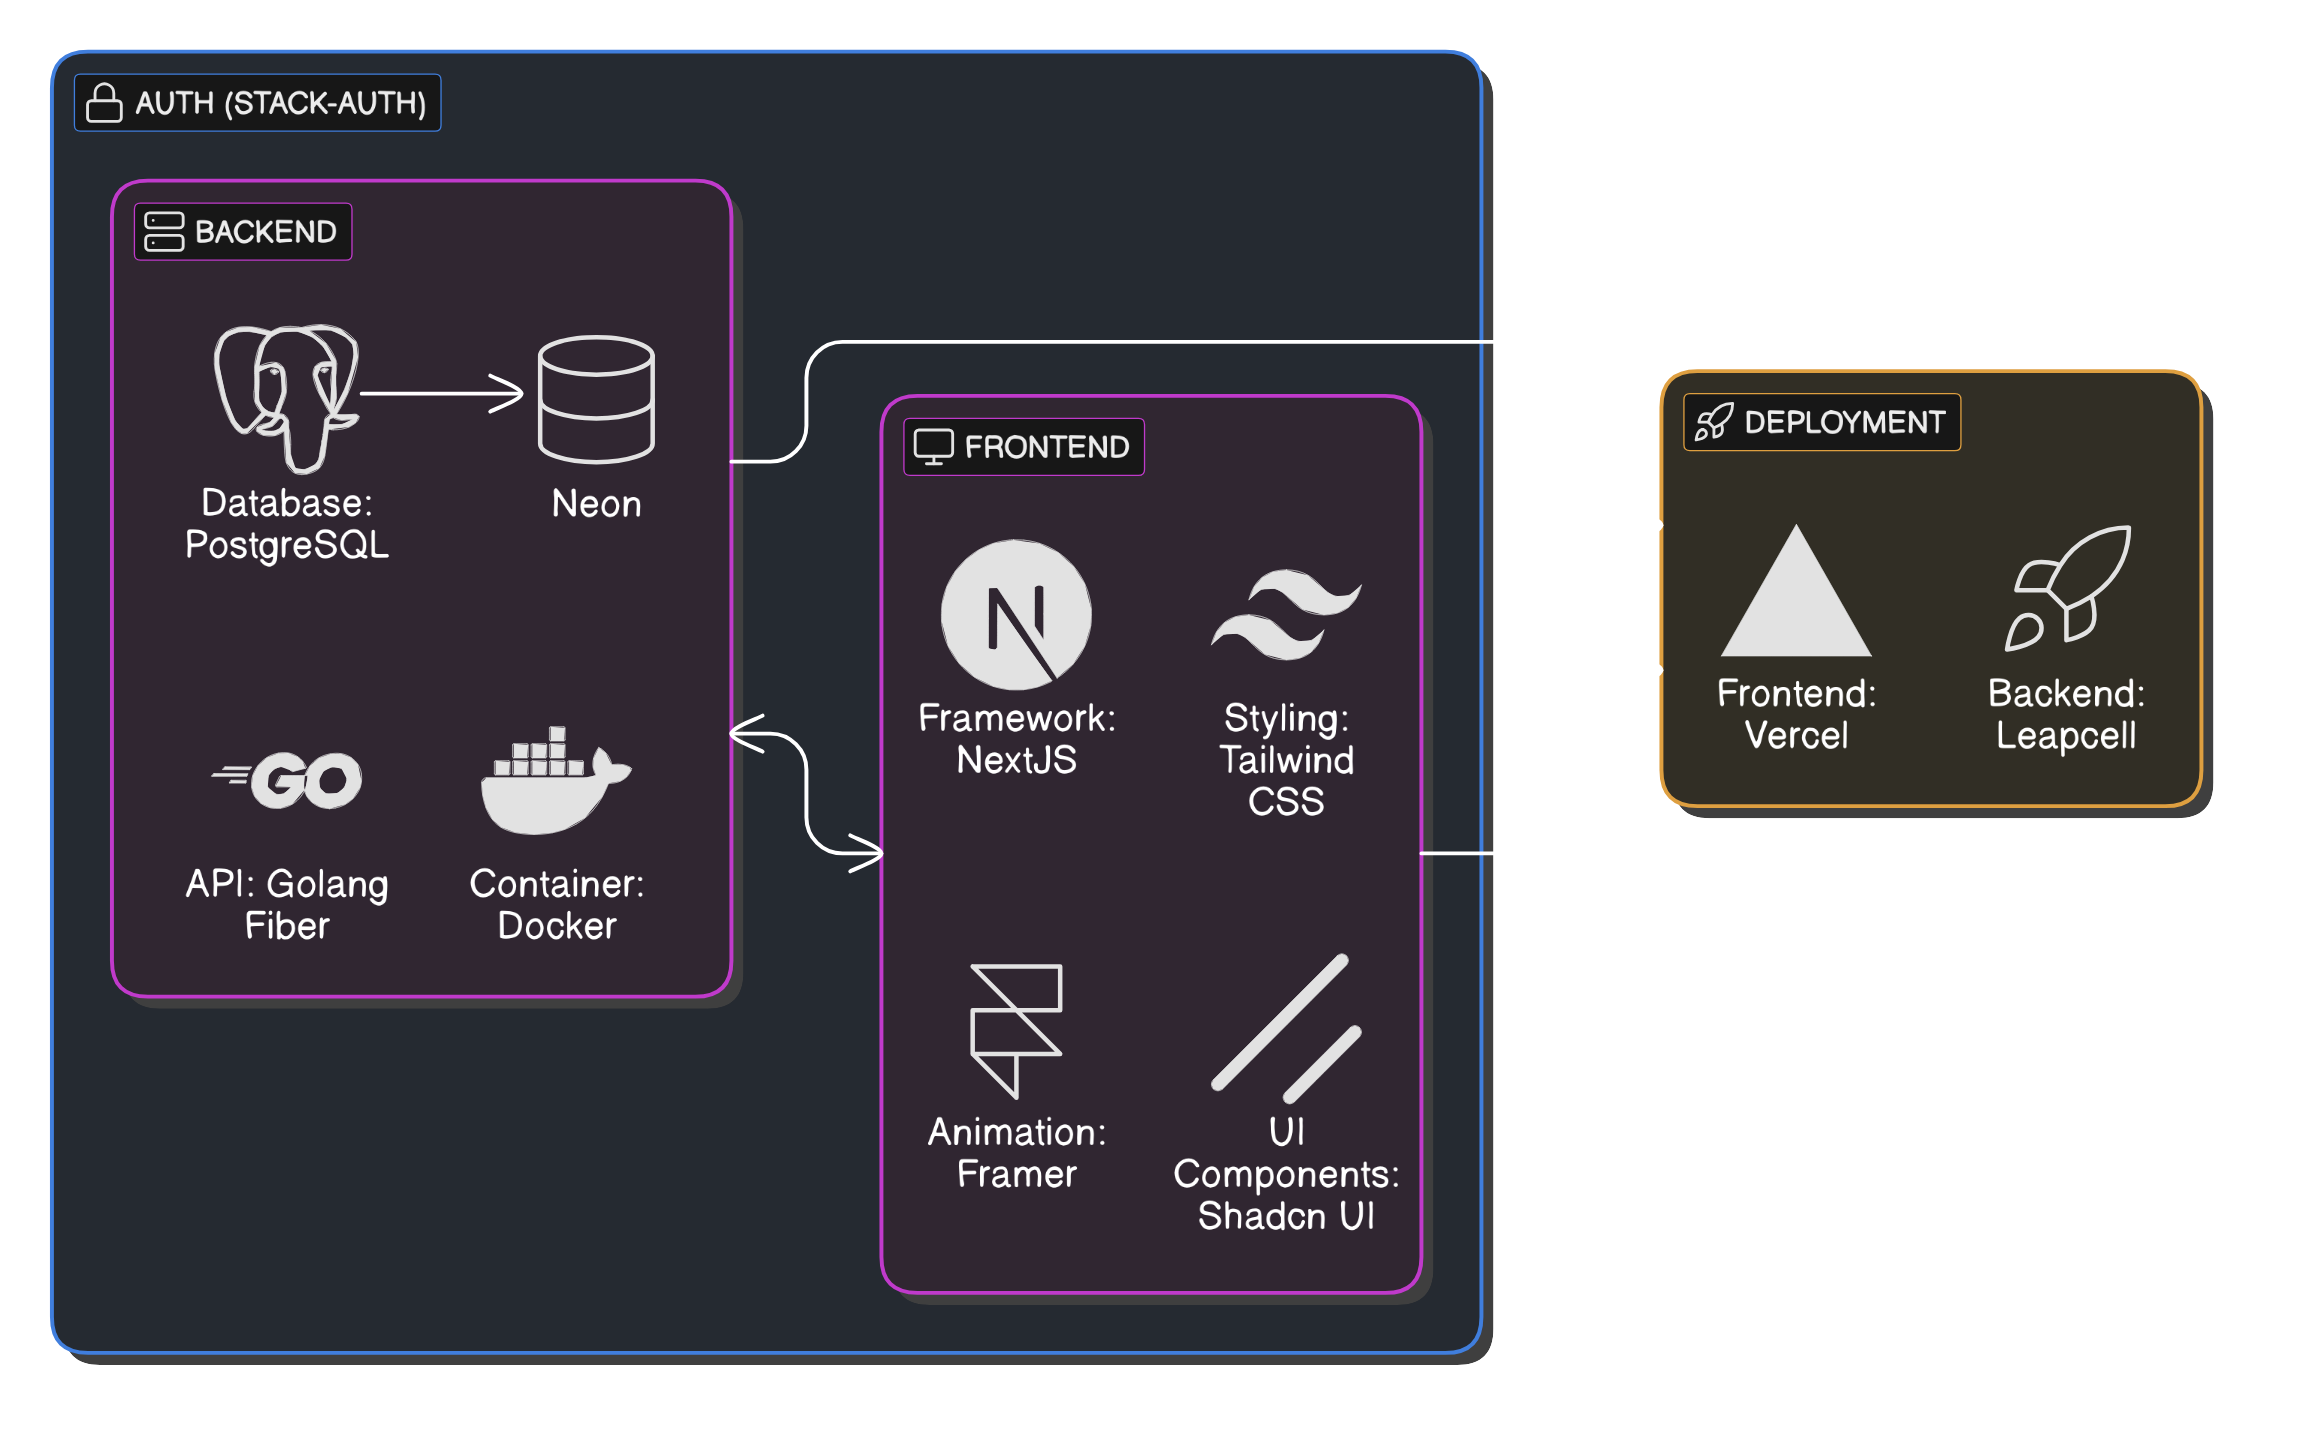 AUTH (STACK-AUTH)
BACKEND
Database:
PostgreSQL
Neon
API: Golang
Fiber
Container:
Docker
FRONTEND
Framework:
NextJS
Styling:
Tailwind
CSS
Animation:
Framer
UI
Components:
Shadcn UI
DEPLOYMENT
Frontend:
Vercel
Backend:
Leapcell
GO